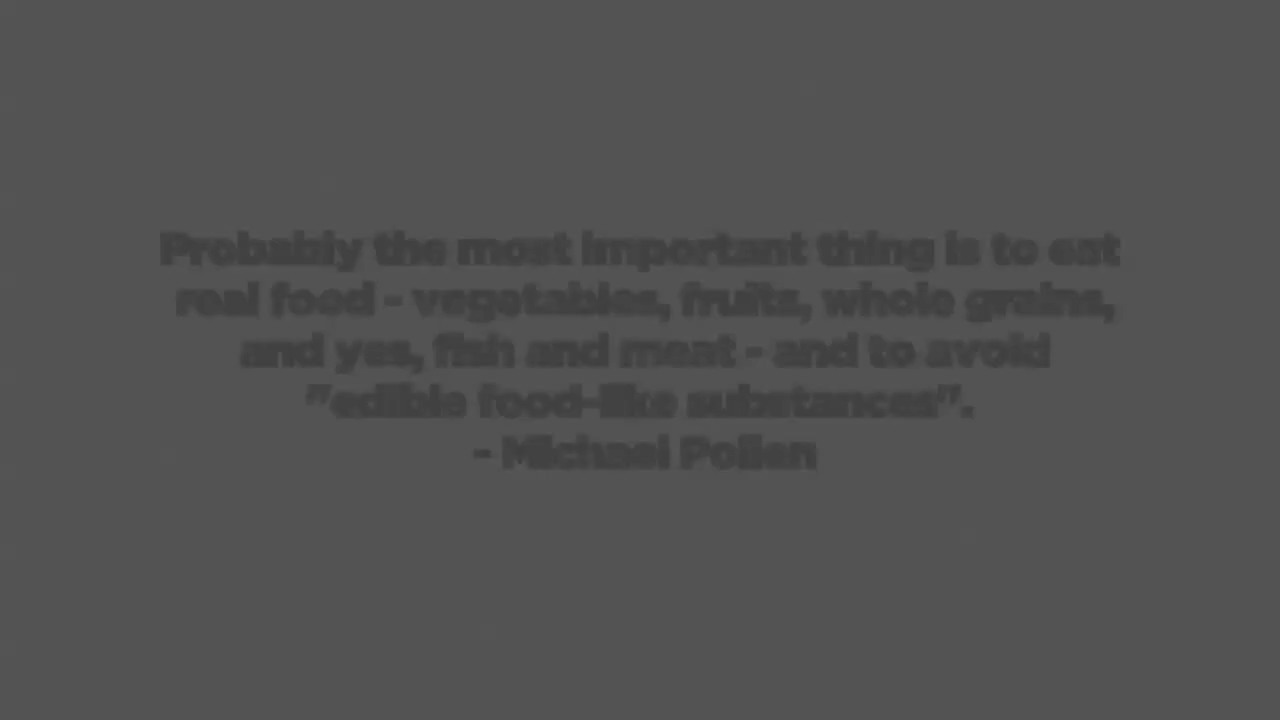 Probably the most important thing is to eat
real food - vegetables, fruits, whole grains,
and yes, fish and meat - and to avoid
"edible food-like substances".
- Michael Pollen